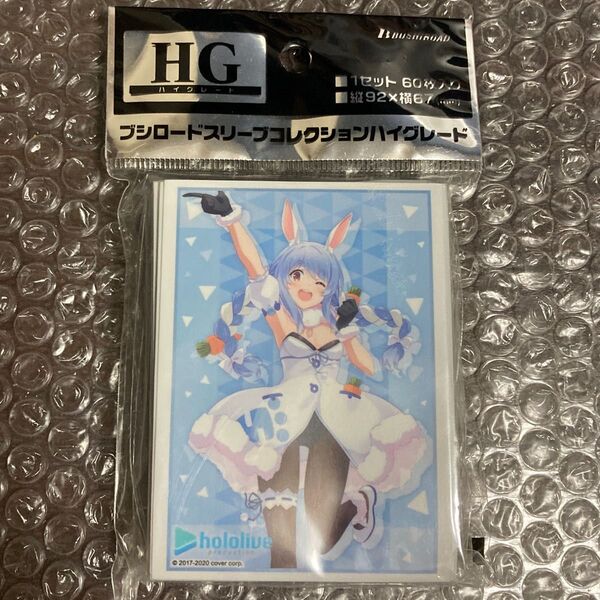 HG
ハイグレード
BUSHIROAD
■1セット 60枚入り
■縦92×横67
ブシロードスリーブコレクションハイグレード
hololive
production
© 2017-2020 cover corp.